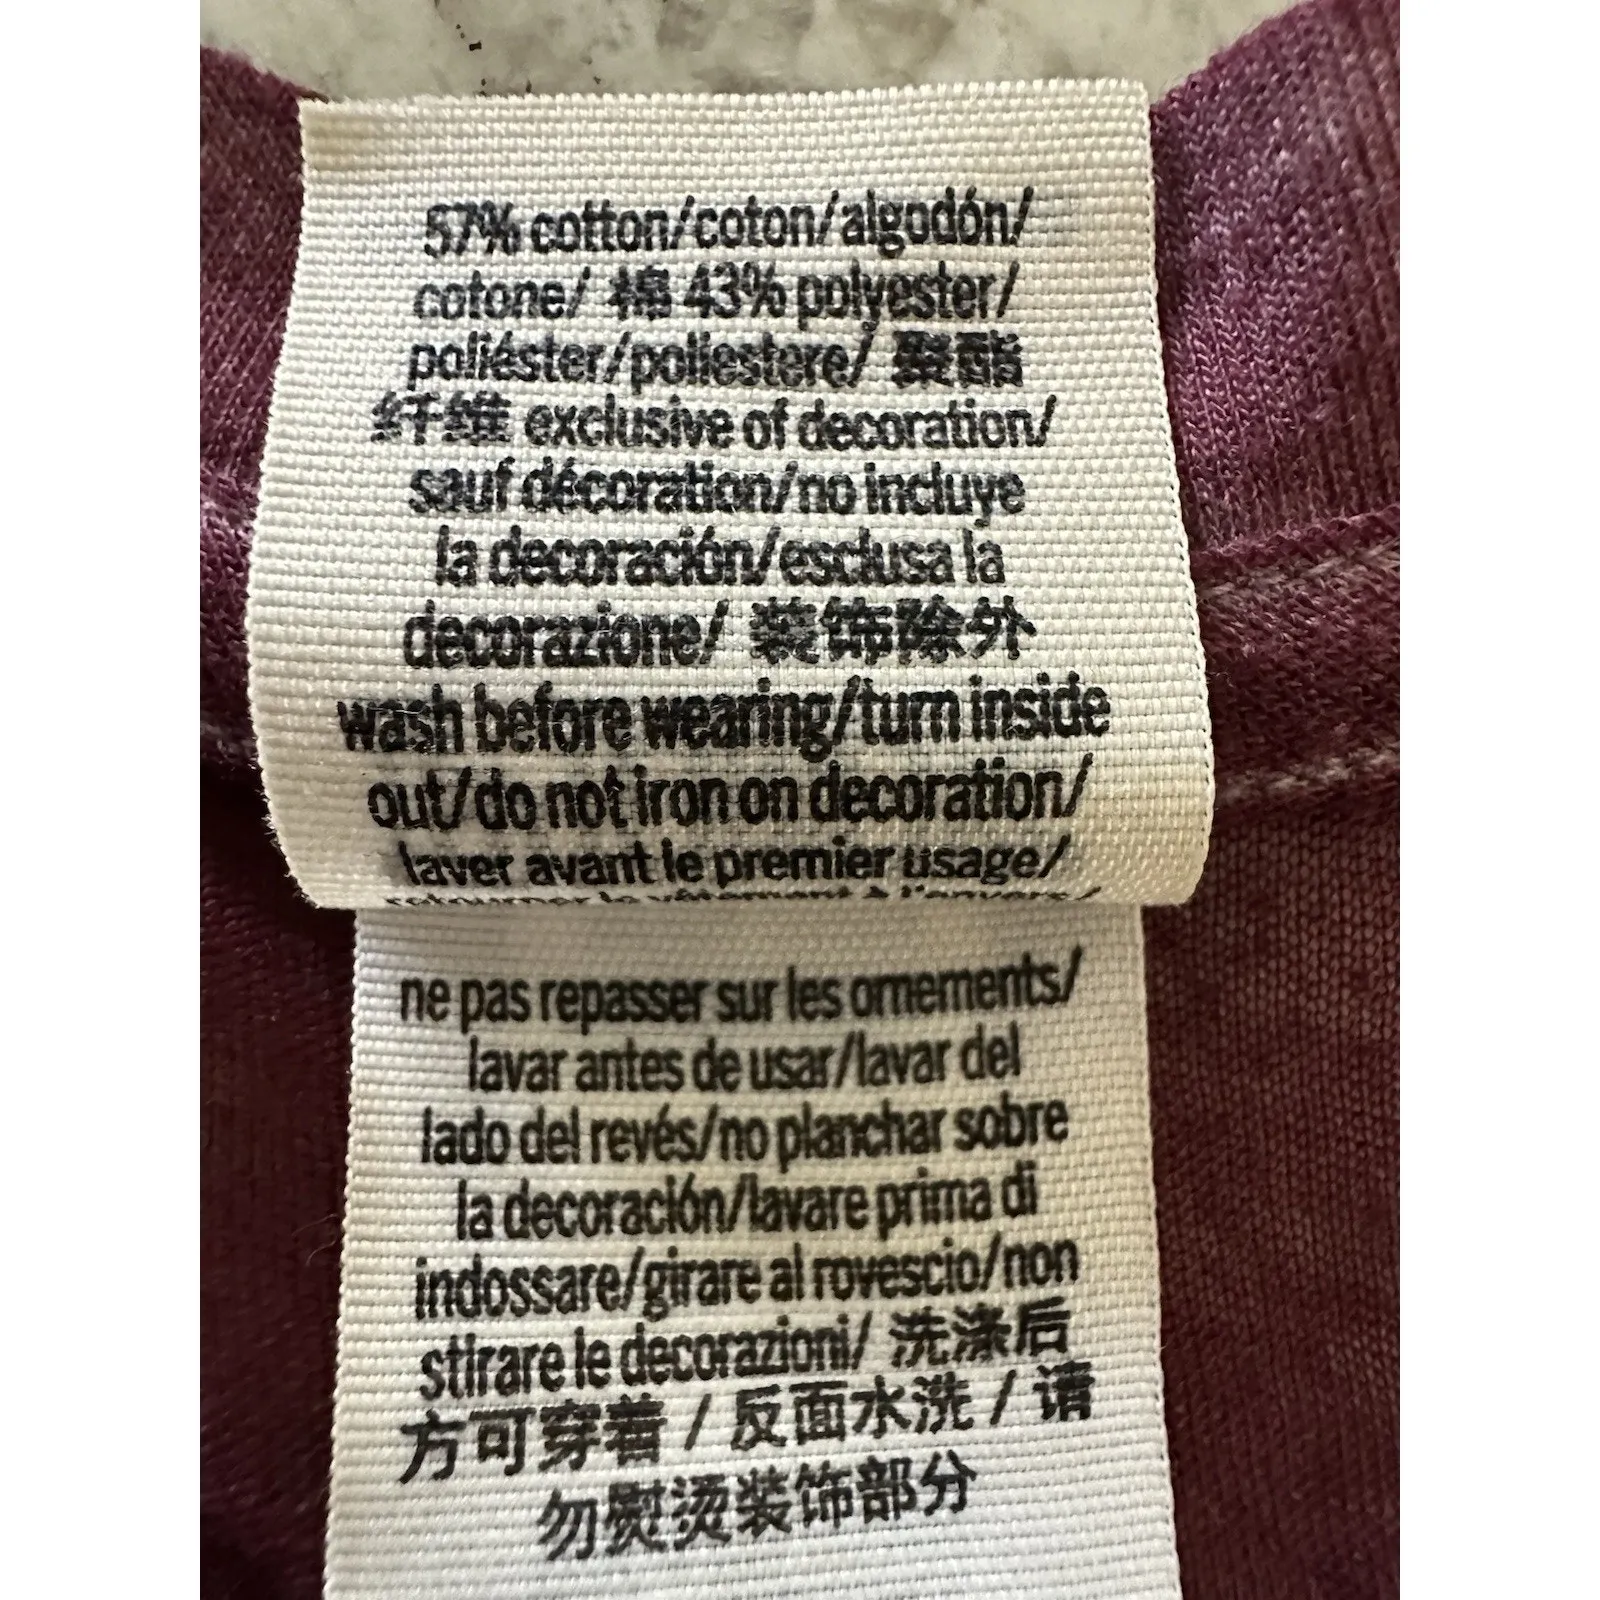 57% cotton/coton/algodón/
cotone/ 棉 43% polyester/
poliéster/poliestere/ 聚酯
纤维 exclusive of decoration/
sauf décoration/no incluye
la decoración/esclusa la
decorazione/ 装饰除外
wash before wearing/turn inside
out/do not iron on decoration/
laver avant le premier usage/
retourner le vêtement à l'envers/
ne pas repasser sur les ornements/
lavar antes de usar/lavar del
lado del revés/no planchar sobre
la decoración/lavare prima di
indossare/girare al rovescio/non
stirare le decorazioni/ 洗涤后
方可穿着 / 反面水洗 / 请
勿熨烫装饰部分